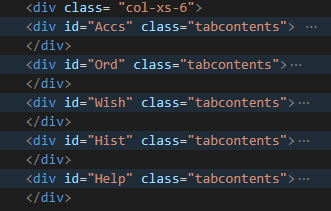 <div class= "col-xs-6">
<div id="Accs" class="tabcontents"> ⋯
</div>
<div id="Ord" class="tabcontents">⋯
</div>
<div id="Wish" class="tabcontents">⋯
</div>
<div id="Hist" class="tabcontents">⋯
</div>
<div id="Help" class="tabcontents">⋯
</div>